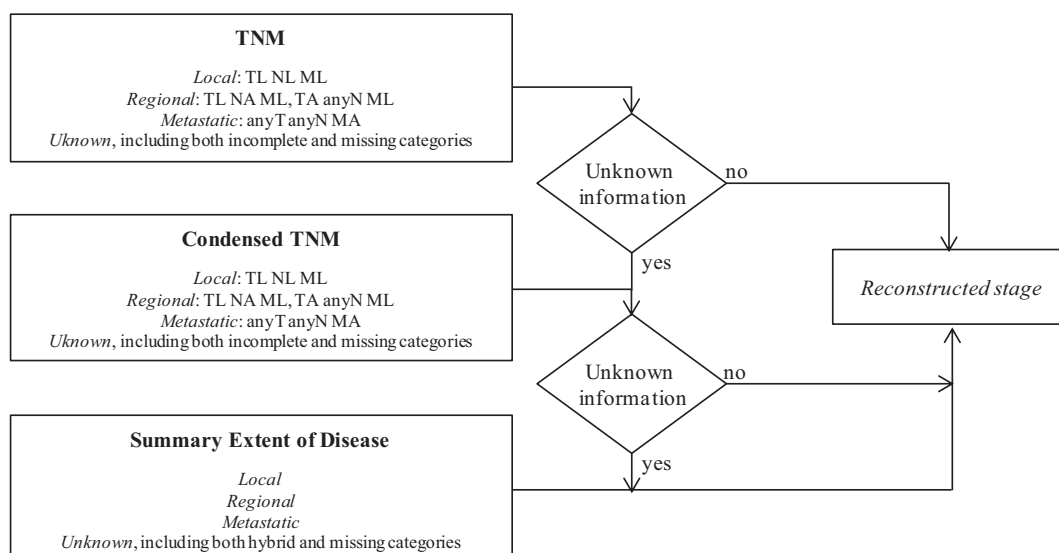 TNM
Local: TL NL ML
Regional: TL NA ML, TA anyN ML
Metastatic: anyT anyN MA
Uknown, including both incomplete and missing categories
Unknown
information
no
yes
Condensed TNM
Local: TL NL ML
Regional: TL NA ML, TA anyN ML
Metastatic: anyT anyN MA
Uknown, including both incomplete and missing categories
Reconstructed stage
Unknown
information
no
yes
Summary Extent of Disease
Local
Regional
Metastatic
Unknown, including both hybrid and missing categories